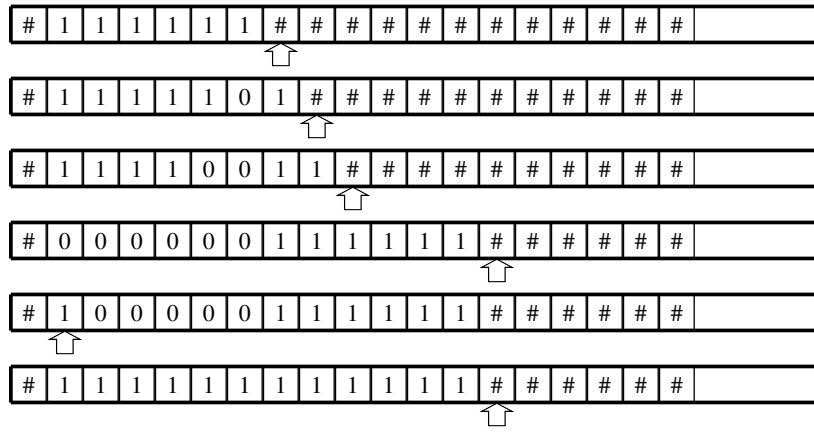 # 1 1 1 1 1 1 # # # # # # # # # # # #
# 1 1 1 1 1 0 1 # # # # # # # # # # #
# 1 1 1 1 0 0 1 1 # # # # # # # # # #
# 0 0 0 0 0 0 1 1 1 1 1 1 # # # # # #
# 1 0 0 0 0 0 1 1 1 1 1 1 # # # # # #
# 1 1 1 1 1 1 1 1 1 1 1 1 # # # # # #